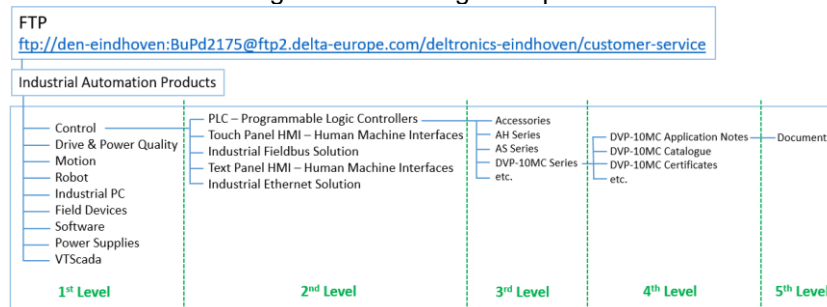 FTP
ftp://den-eindhoven:BuPd2175@ftp2.delta-europe.com/deltronics-eindhoven/customer-service
Industrial Automation Products
Control
Drive & Power Quality
Motion
Robot
Industrial PC
Field Devices
Software
Power Supplies
VTScada
1st Level
PLC – Programmable Logic Controllers
Touch Panel HMI – Human Machine Interfaces
Industrial Fieldbus Solution
Text Panel HMI – Human Machine Interfaces
Industrial Ethernet Solution
2nd Level
Accessories
AH Series
AS Series
DVP-10MC Series
etc.
3rd Level
DVP-10MC Application Notes
DVP-10MC Catalogue
DVP-10MC Certificates
etc.
4th Level
Document
5th Level